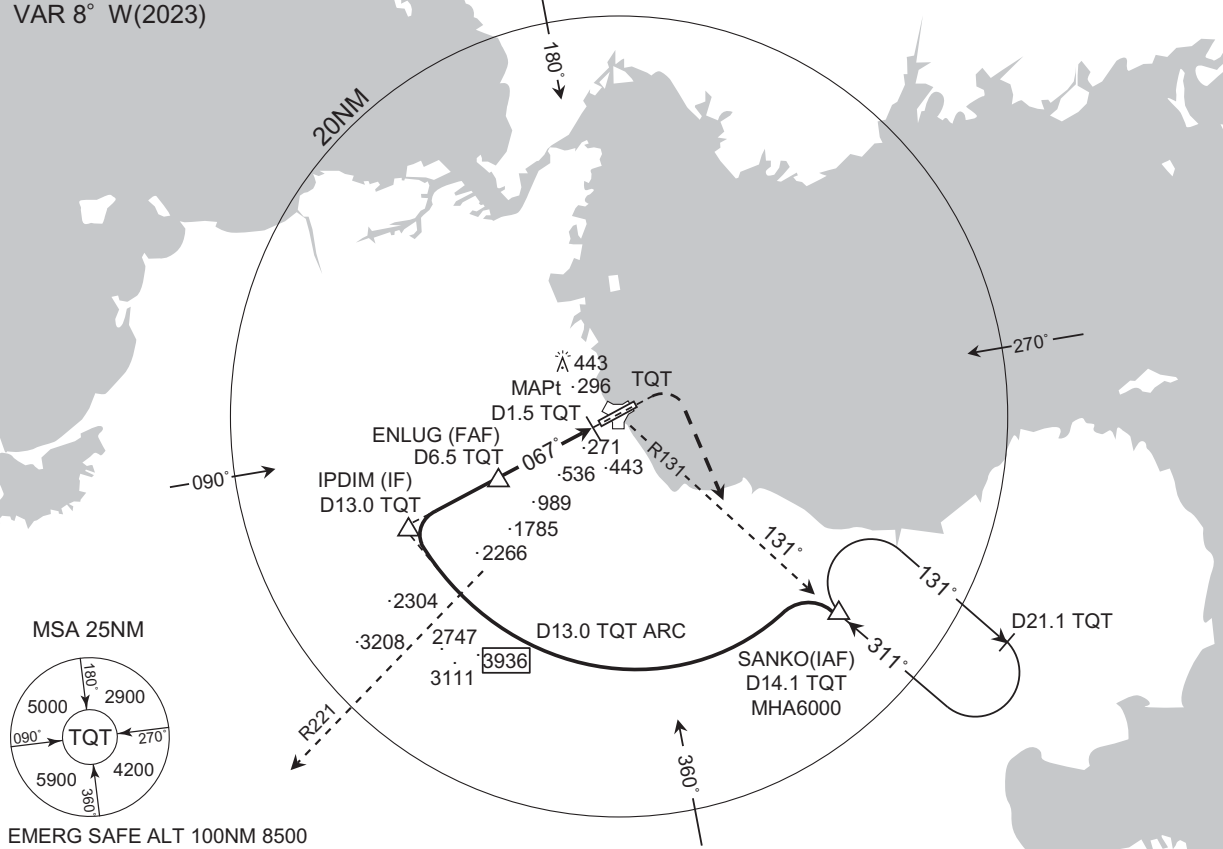 VAR 8° W(2023)
180°
20NM
270°
443
MAPt ·296
TQT
D1.5 TQT
ENLUG (FAF)
D6.5 TQT
067°
·271
R131
·536
·443
090°
IPDIM (IF)
D13.0 TQT
·989
·1785
·2266
131°
131°
·2304
D13.0 TQT ARC
D21.1 TQT
·3208
2747
3936
3111
311°
SANKO(IAF)
D14.1 TQT
MHA6000
R221
360°
MSA 25NM
180°
5000
2900
090°
TQT
270°
5900
4200
360°
EMERG SAFE ALT 100NM 8500